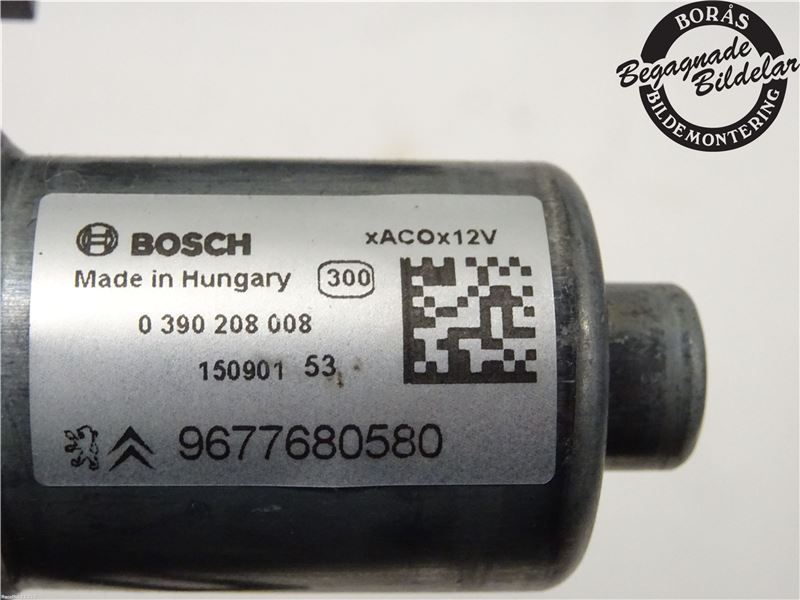 BORÅS
Begagnade
Bildelar
BILDEMONTERING
BOSCH
xACOx12V
Made in Hungary
300
0 390 208 008
150901 53
9677680580